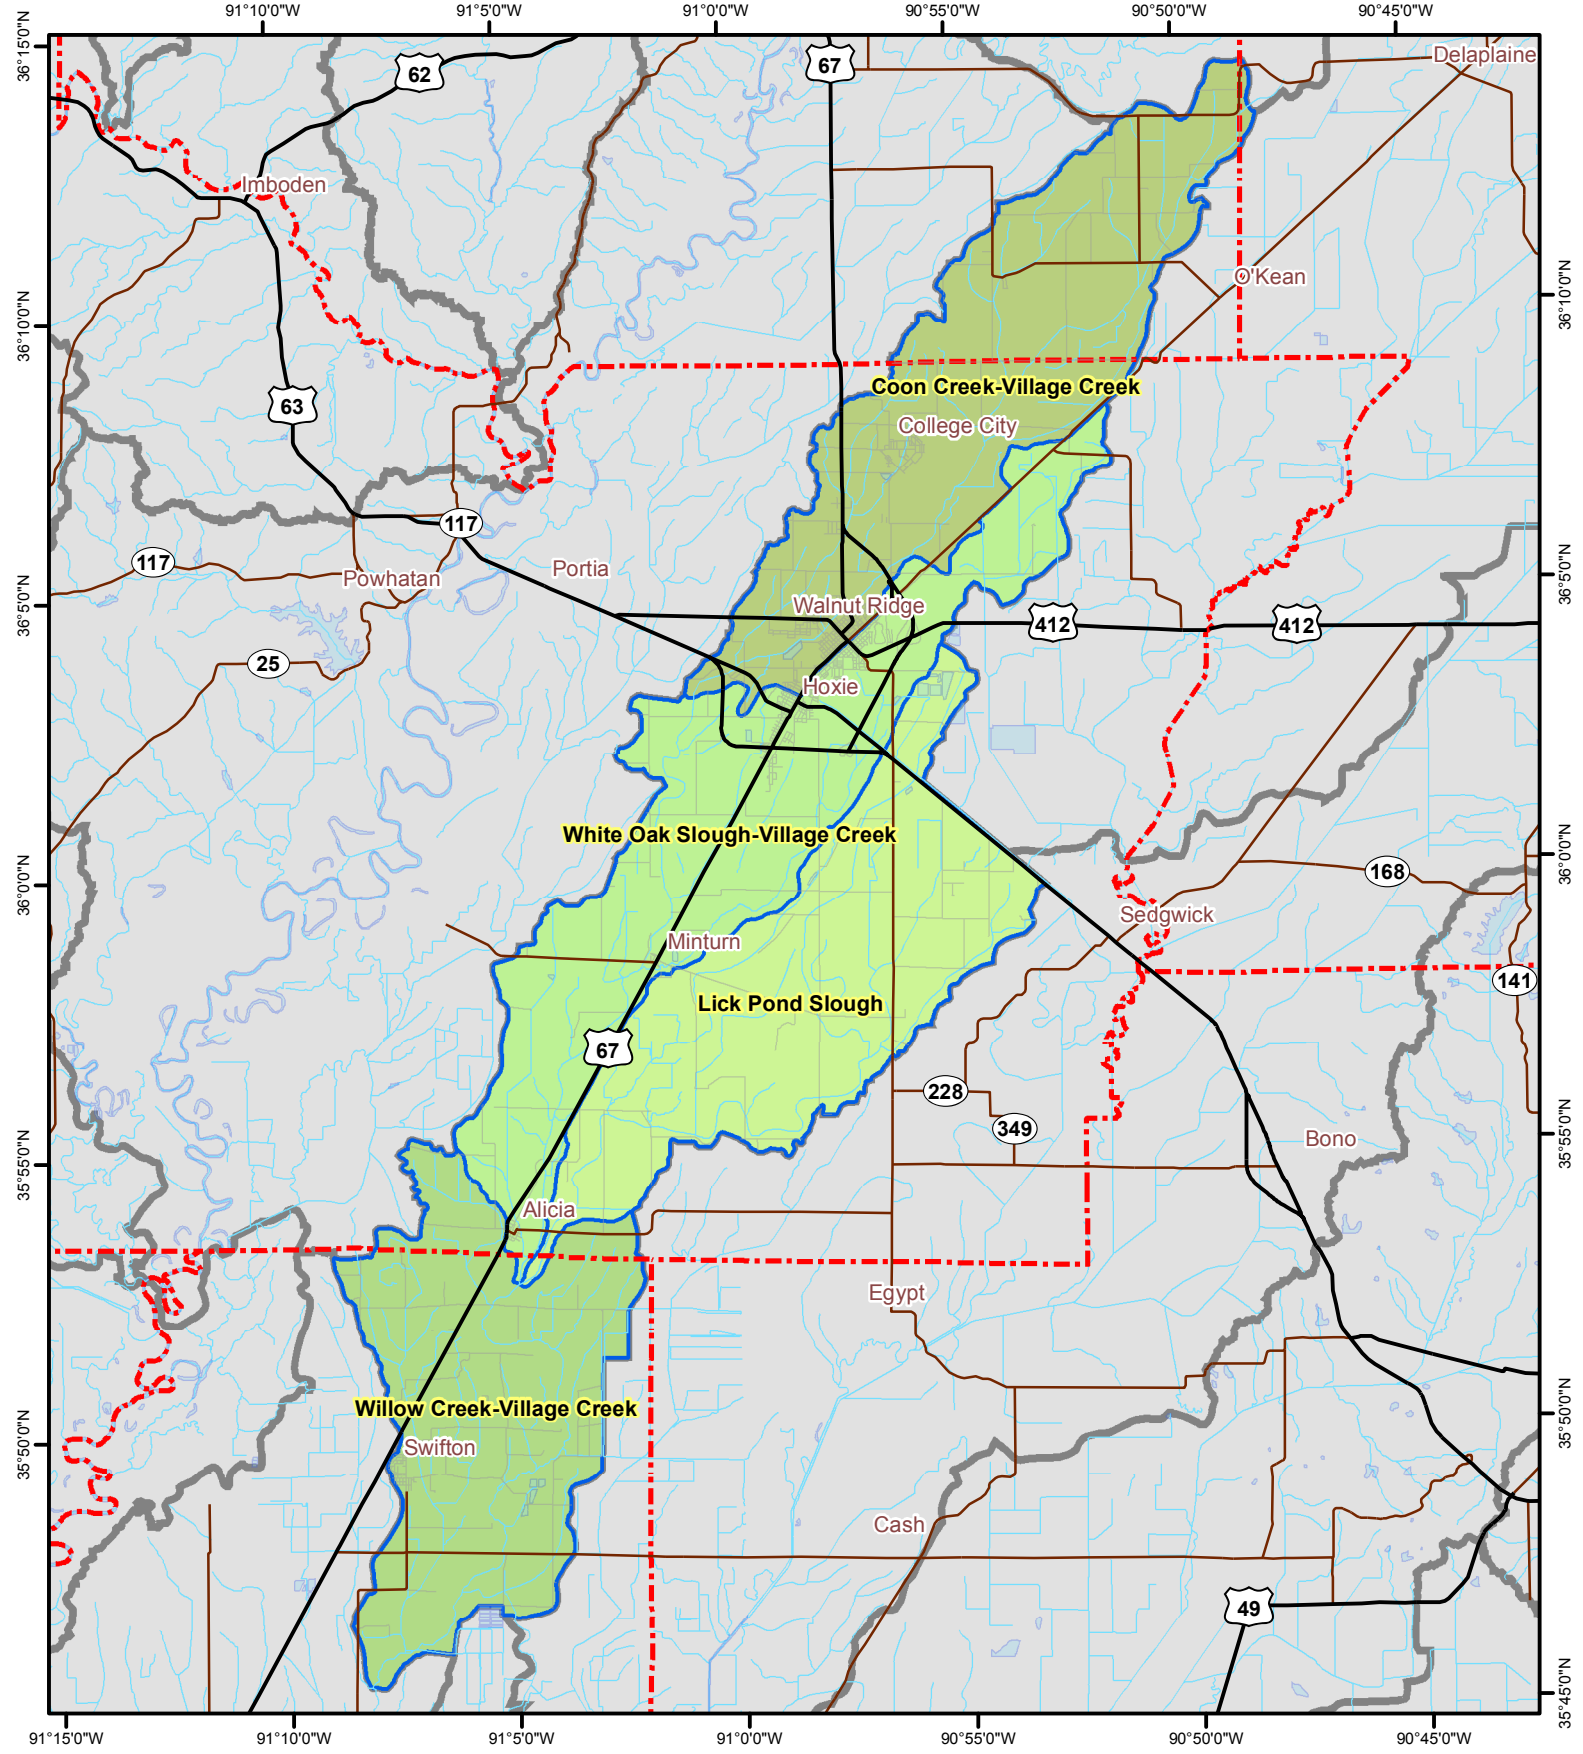 91°10'0"W 91°5'0"W 91°0'0"W 90°55'0"W 90°50'0"W 90°45'0"W
36°15'0"N
67
Delaplaine
62
Imboden
O'Kean
36°10'0"N
36°10'0"N
Coon Creek-Village Creek
63
College City
117
117
Portia
Powhatan
36°5'0"N
36°5'0"N
Walnut Ridge
412
412
25
Hoxie
White Oak Slough-Village Creek
36°0'0"N
36°0'0"N
168
Sedgwick
Minturn
141
Lick Pond Slough
67
228
349
Bono
35°55'0"N
35°55'0"N
Alicia
Egypt
Willow Creek-Village Creek
35°50'0"N
35°50'0"N
Swifton
Cash
49
35°45'0"N
91°15'0"W 91°10'0"W 91°5'0"W 90°0'0"W 90°55'0"W 90°50'0"W 90°45'0"W